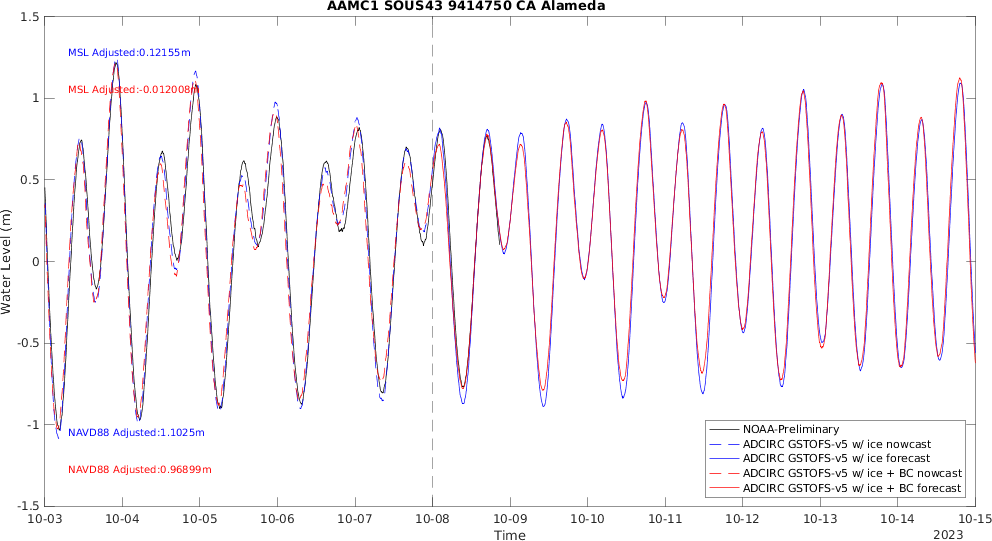 AAMC1 SOUS43 9414750 CA Alameda
1.5
1
0.5
0
-0.5
-1
-1.5
Water Level (m)
MSL Adjusted:0.12155m
MSL Adjusted:-0.012008m
NAVD88 Adjusted:1.1025m
NAVD88 Adjusted:0.96899m
NOAA-Preliminary
ADCIRC GSTOFS-v5 w/ ice nowcast
ADCIRC GSTOFS-v5 w/ ice forecast
ADCIRC GSTOFS-v5 w/ ice + BC nowcast
ADCIRC GSTOFS-v5 w/ ice + BC forecast
10-03 10-04 10-05 10-06 10-07 10-08 10-09 10-10 10-11 10-12 10-13 10-14 10-15
Time
2023